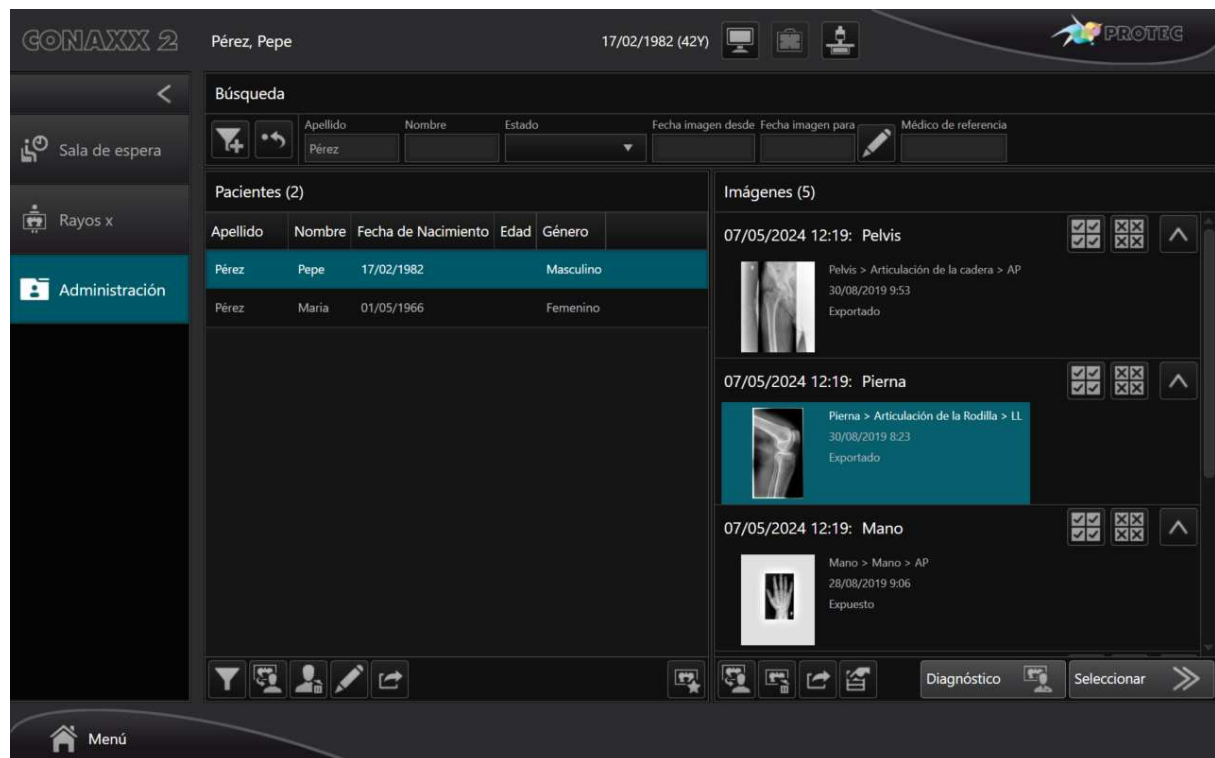 CONAXX 2
Pérez, Pepe
17/02/1982 (42Y)
PROTEC
Sala de espera
Rayos x
Administración
Búsqueda
Apellido
Nombre
Estado
Fecha imagen desde
Fecha imagen para
Médico de referencia
Pérez
Pacientes (2)
Apellido Nombre Fecha de Nacimiento Edad Género
Pérez Pepe 17/02/1982 Masculino
Pérez Maria 01/05/1966 Femenino
Imágenes (5)
07/05/2024 12:19: Pelvis
Pelvis > Articulación de la cadera > AP
30/08/2019 9:53
Exportado
07/05/2024 12:19: Pierna
Pierna > Articulación de la Rodilla > LL
30/08/2019 8:23
Exportado
07/05/2024 12:19: Mano
Mano > Mano > AP
28/08/2019 9:06
Expuesto
Diagnóstico
Seleccionar
Menú